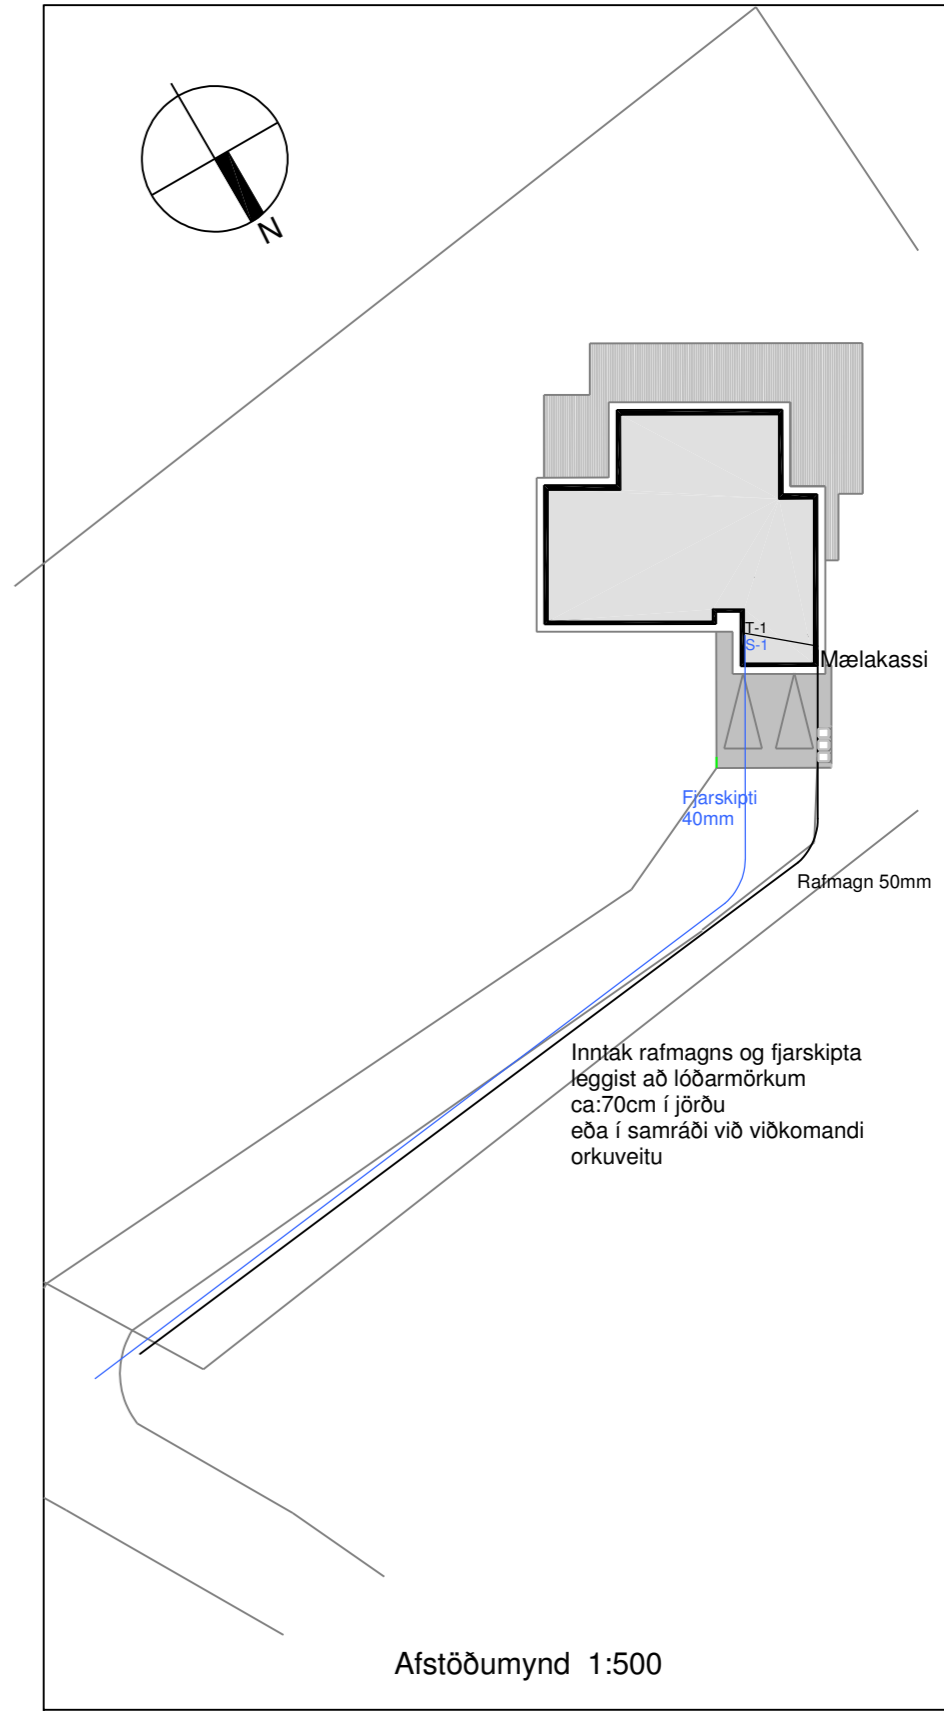 N
T-1
S-1
Mælakassi
Fjarskipti
40mm
Rafmagn 50mm
Inntak rafmagns og fjarskipta
leggist að lóðarmörkum
ca:70cm í jörðu
eða í samráði við viðkomandi
orkuveitu
Afstöðumynd 1:500